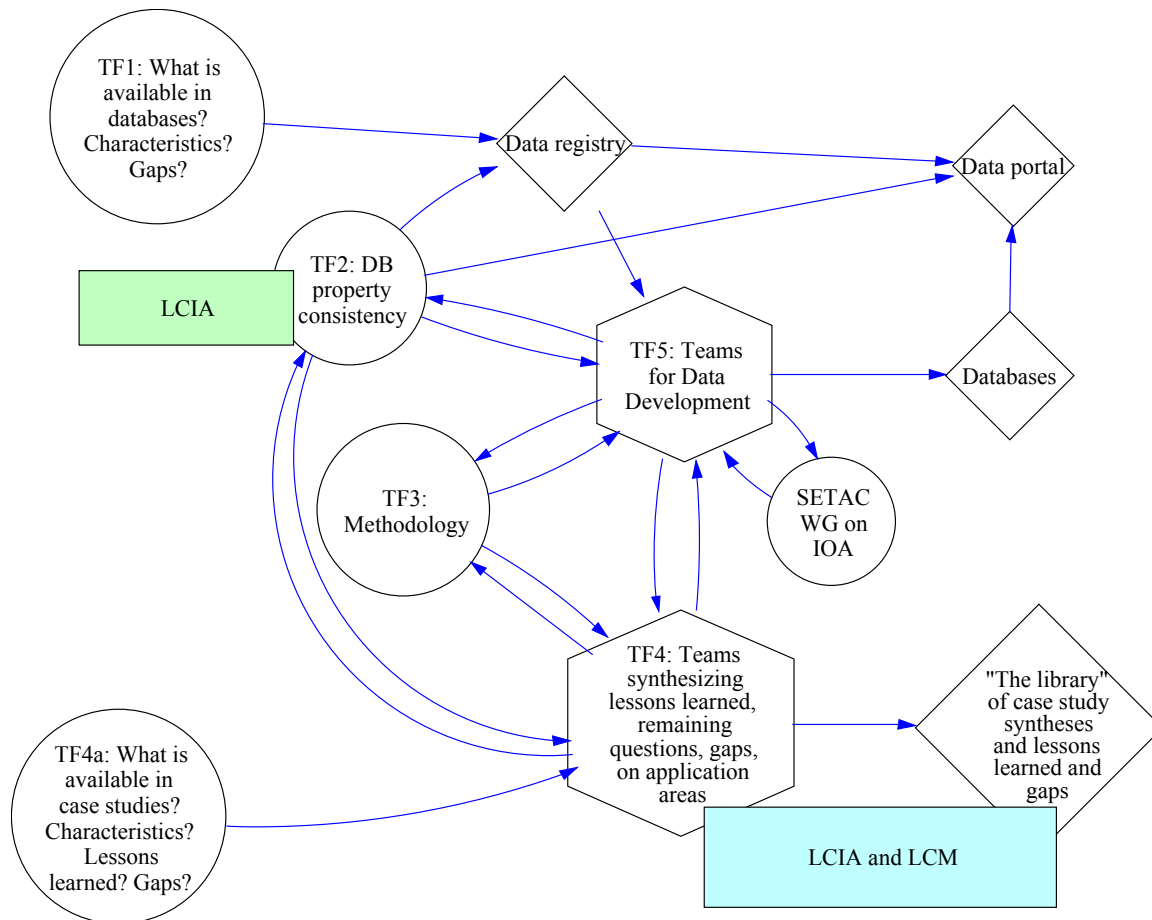 TF1: What is
available in
databases?
Characteristics?
Gaps?
Data registry
Data portal
TF2: DB
property
consistency
LCIA
TF5: Teams
for Data
Development
Databases
TF3:
Methodology
SETAC
WG on
IOA
TF4: Teams
synthesizing
lessons learned,
remaining
questions, gaps,
on application
areas
"The library"
of case study
syntheses
and lessons
learned and
gaps
TF4a: What is
available in
case studies?
Characteristics?
Lessons
learned? Gaps?
LCIA and LCM